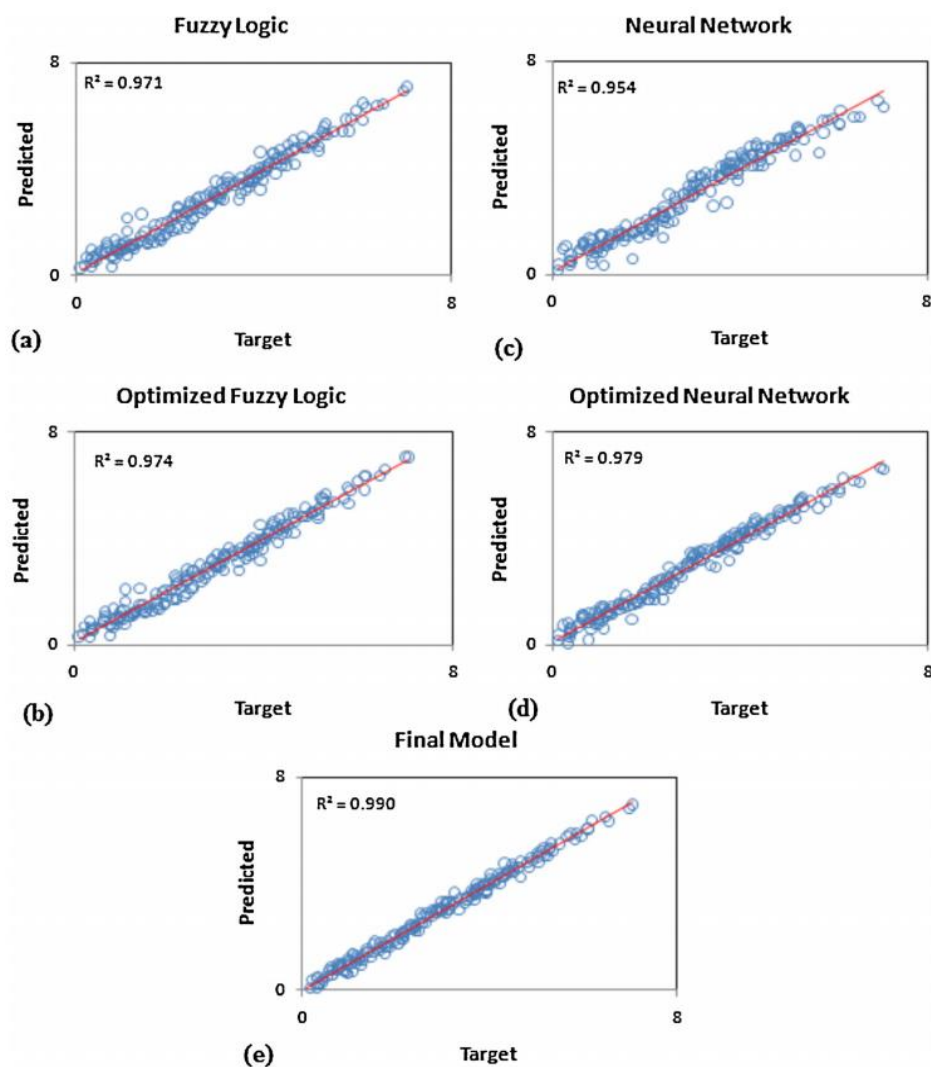 Fuzzy Logic
8
R² = 0.971
Predicted
0
0
8
Target
(a)
Neural Network
8
R² = 0.954
Predicted
0
0
8
Target
(c)
Optimized Fuzzy Logic
8
R² = 0.974
Predicted
0
0
8
Target
(b)
Optimized Neural Network
8
R² = 0.979
Predicted
0
0
8
Target
(d)
Final Model
8
R² = 0.990
Predicted
0
0
8
Target
(e)